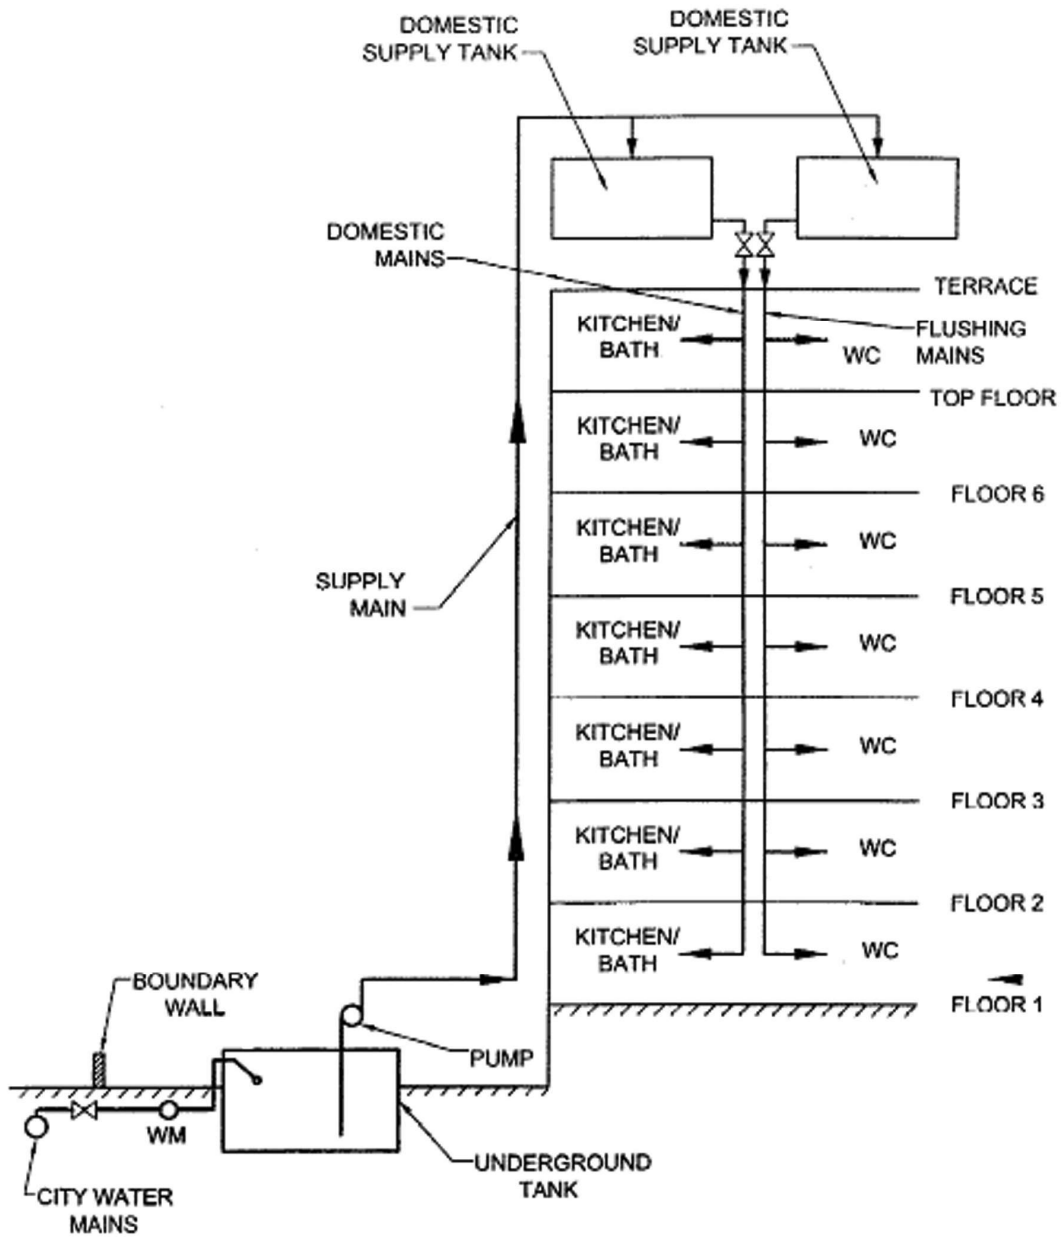 DOMESTIC
SUPPLY TANK
DOMESTIC
SUPPLY TANK
DOMESTIC
MAINS
TERRACE
KITCHEN/
BATH
WC
FLUSHING
MAINS
TOP FLOOR
KITCHEN/
BATH
WC
FLOOR 6
KITCHEN/
BATH
WC
SUPPLY
MAIN
FLOOR 5
KITCHEN/
BATH
WC
FLOOR 4
KITCHEN/
BATH
WC
FLOOR 3
KITCHEN/
BATH
WC
FLOOR 2
KITCHEN/
BATH
WC
FLOOR 1
BOUNDARY
WALL
PUMP
WM
UNDERGROUND
TANK
CITY WATER
MAINS